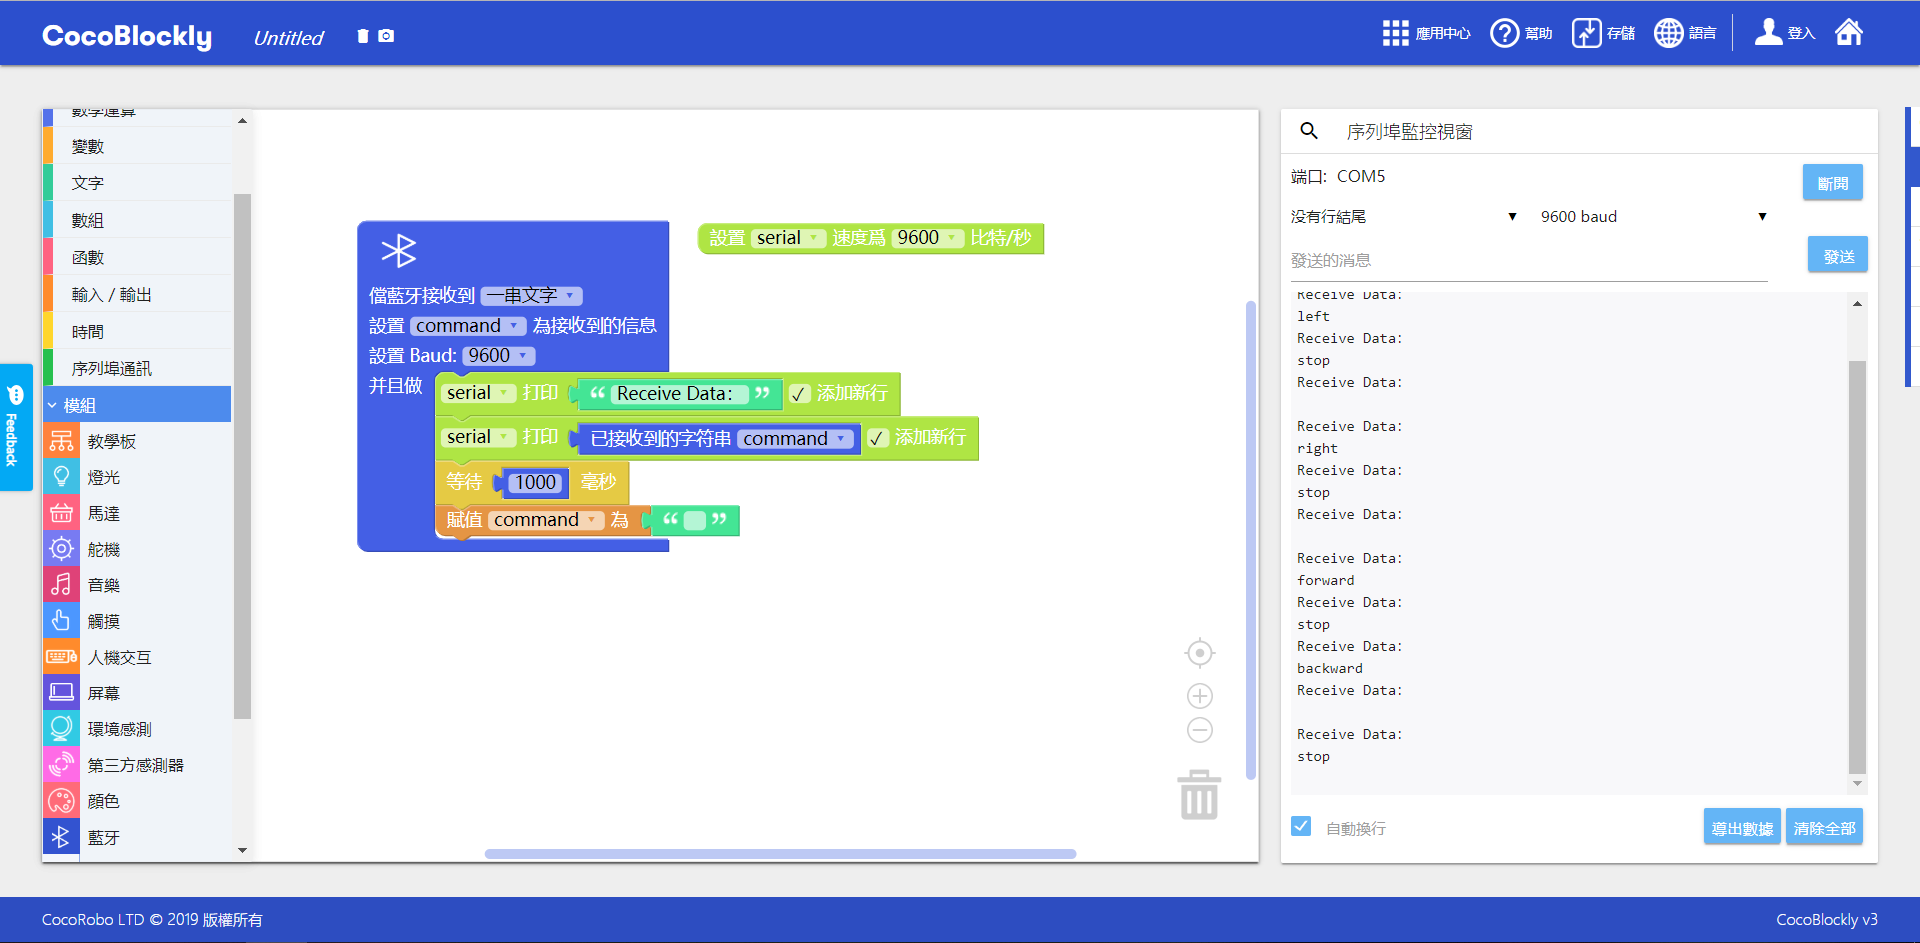 CocoBlockly
Untitled
應用中心
幫助
存儲
語言
登入
數學運算
變數
文字
數組
函數
輸入 / 輸出
時間
序列埠通訊
模組
教學板
燈光
馬達
舵機
音樂
觸摸
人機交互
屏幕
環境感測
第三方感測器
顏色
藍牙
Feedback
設置 serial 速度爲 9600 比特/秒
儅藍牙接收到 一串文字
設置 command 為接收到的信息
設置 Baud: 9600
并且做
serial 打印 “ Receive Data: ” ✓ 添加新行
serial 打印 已接收到的字符串 command ✓ 添加新行
等待 1000 毫秒
賦值 command 為 “ ”
序列埠監控視窗
端口: COM5
斷開
没有行結尾
9600 baud
發送的消息
發送
Receive Data:
left
Receive Data:
stop
Receive Data:
Receive Data:
right
Receive Data:
stop
Receive Data:
Receive Data:
forward
Receive Data:
stop
Receive Data:
backward
Receive Data:
Receive Data:
stop
自動換行
導出數據
清除全部
CocoRobo LTD © 2019 版權所有
CocoBlockly v3